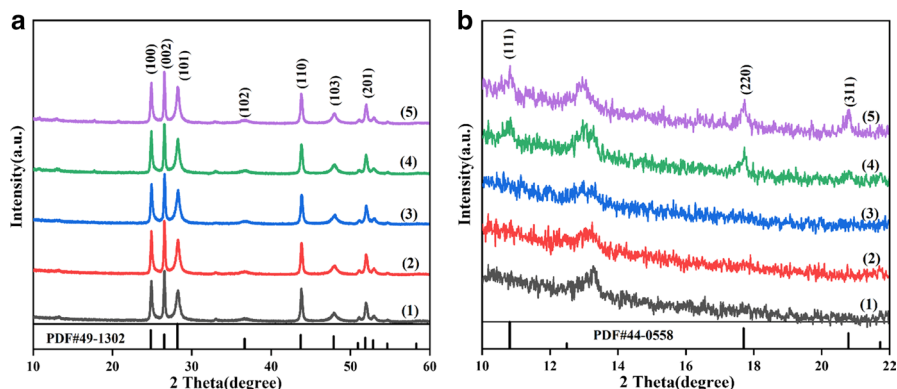 a
Intensity(a.u.)
(100)
(002)
(101)
(102)
(110)
(103)
(201)
(5)
(4)
(3)
(2)
(1)
PDF#49-1302
10 20 30 40 50 60
2 Theta(degree)
b
Intensity(a.u.)
(111)
(220)
(311)
(5)
(4)
(3)
(2)
(1)
PDF#44-0558
10 12 14 16 18 20 22
2 Theta(degree)